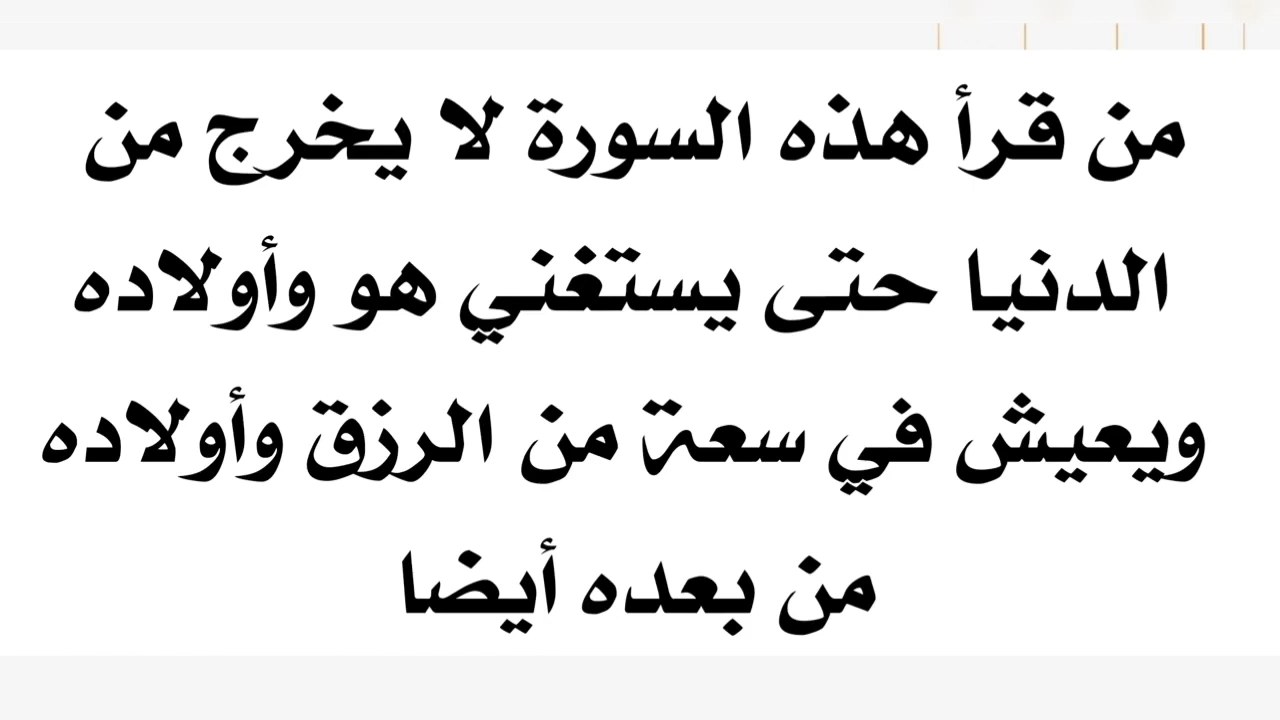 من قرأ هذه السورة لا يخرج من
الدنيا حتى يستغني هو وأولاده
ويعيش في سعة من الرزق وأولاده
من بعده أيضا